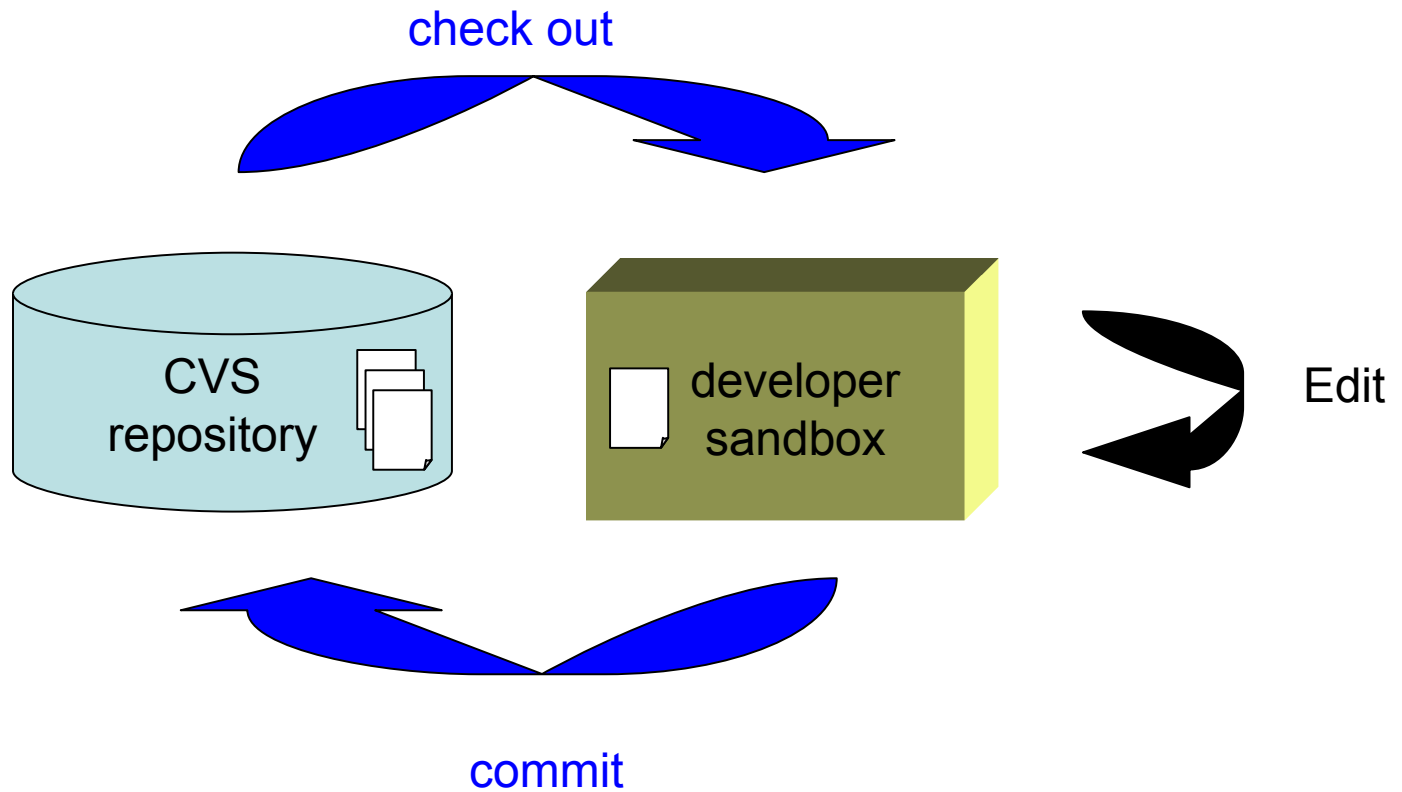 check out
CVS
repository
developer
sandbox
Edit
commit